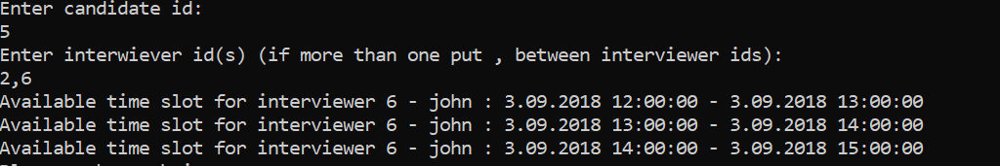 Enter candidate id:
5
Enter interwiever id(s) (if more than one put , between interviewer ids):
2,6
Available time slot for interviewer 6 - john : 3.09.2018 12:00:00 - 3.09.2018 13:00:00
Available time slot for interviewer 6 - john : 3.09.2018 13:00:00 - 3.09.2018 14:00:00
Available time slot for interviewer 6 - john : 3.09.2018 14:00:00 - 3.09.2018 15:00:00